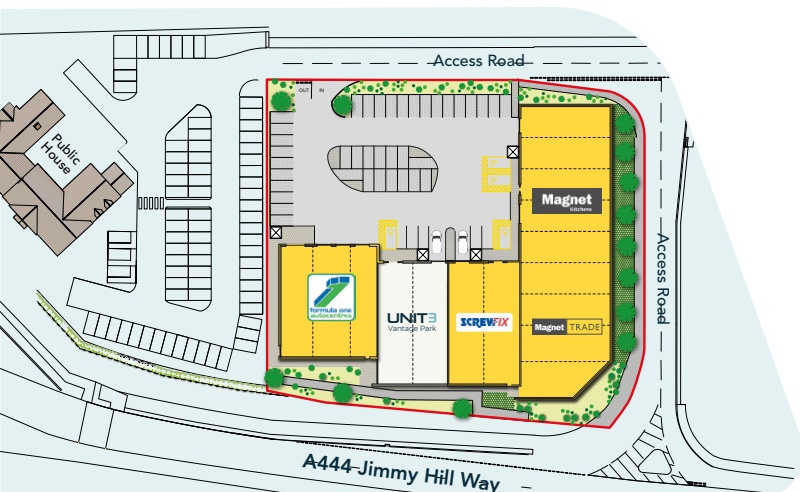 Access Road
OUT IN
Public
House
Magnet
Kitchens
Access Road
formula one
autocentres
UNIT3
Vantage Park
SCREWFIX
Magnet TRADE
A444 Jimmy Hill Way